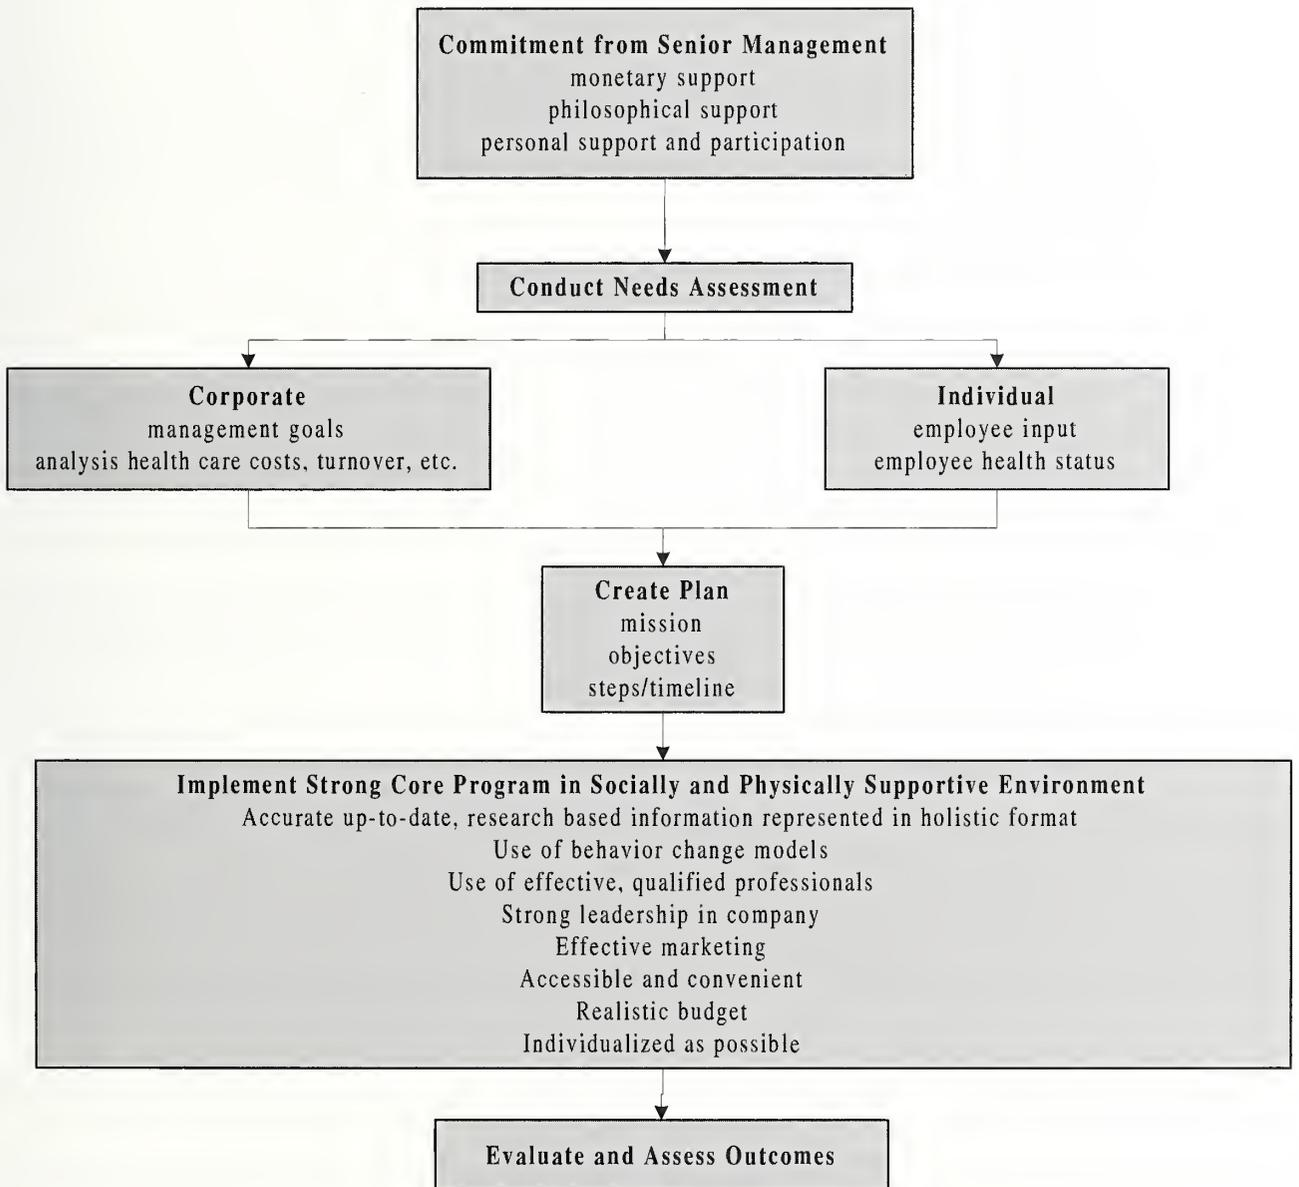 Commitment from Senior Management
monetary support
philosophical support
personal support and participation
Conduct Needs Assessment
Corporate
management goals
analysis health care costs, turnover, etc.
Individual
employee input
employee health status
Create Plan
mission
objectives
steps/timeline
Implement Strong Core Program in Socially and Physically Supportive Environment
Accurate up-to-date, research based information represented in holistic format
Use of behavior change models
Use of effective, qualified professionals
Strong leadership in company
Effective marketing
Accessible and convenient
Realistic budget
Individualized as possible
Evaluate and Assess Outcomes